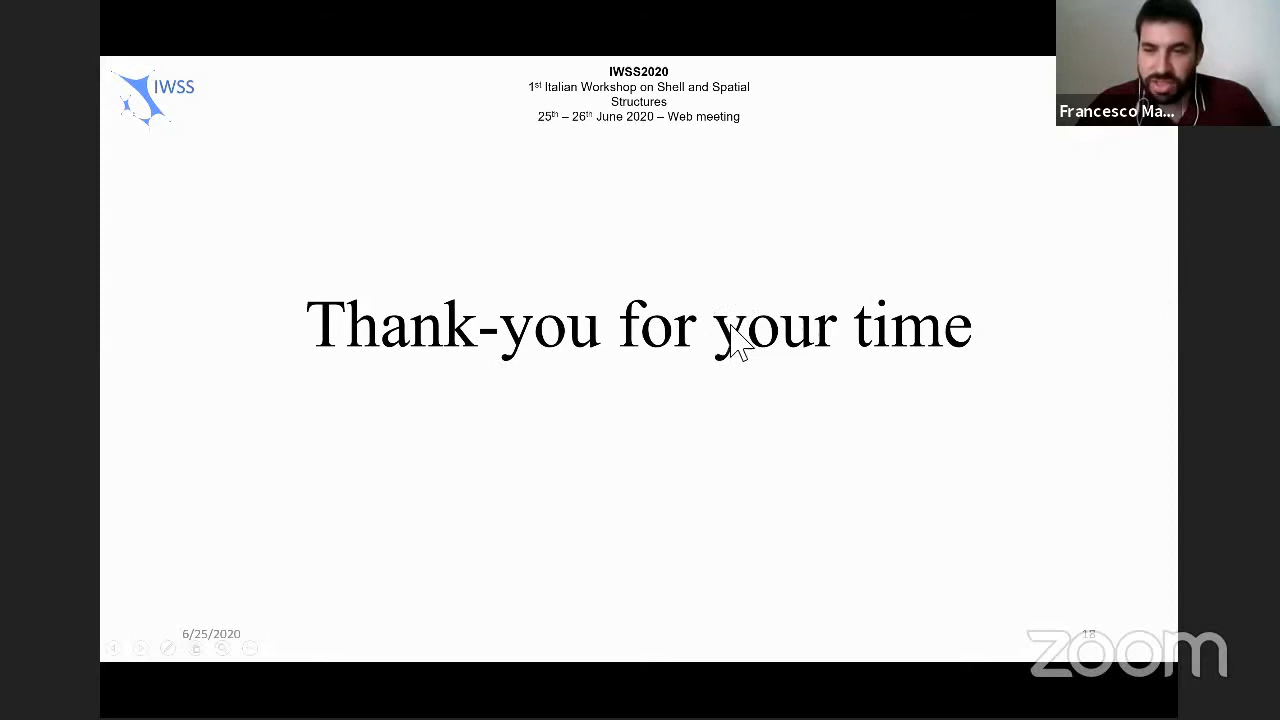 IWSS
IWSS2020
1st Italian Workshop on Shell and Spatial
Structures
25th – 26th June 2020 – Web meeting
Francesco Ma...
Thank-you for your time
6/25/2020
18
zoom